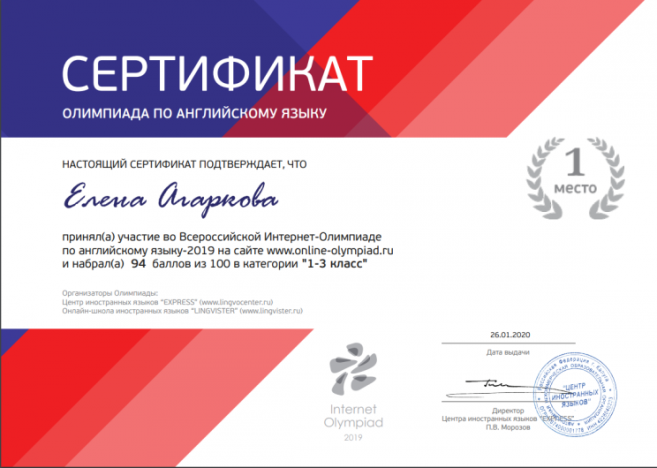 СЕРТИФИКАТ
ОЛИМПИАДА ПО АНГЛИЙСКОМУ ЯЗЫКУ
1
место
НАСТОЯЩИЙ СЕРТИФИКАТ ПОДТВЕРЖДАЕТ, ЧТО
Елена Агаркова
принял(а) участие во Всероссийской Интернет-Олимпиаде
по английскому языку-2019 на сайте www.online-olympiad.ru
и набрал(а) 94 баллов из 100 в категории "1-3 класс"
Организаторы Олимпиады:
Центр иностранных языков "EXPRESS" (www.lingvocenter.ru)
Онлайн-школа иностранных языков "LINGVISTER" (www.lingvister.ru)
Internet
Olympiad
2019
26.01.2020
Дата выдачи
Директор
Центра иностранных языков "EXPRESS"
П.В. Морозов
"ЦЕНТР
ИНОСТРАННЫХ
ЯЗЫКОВ"